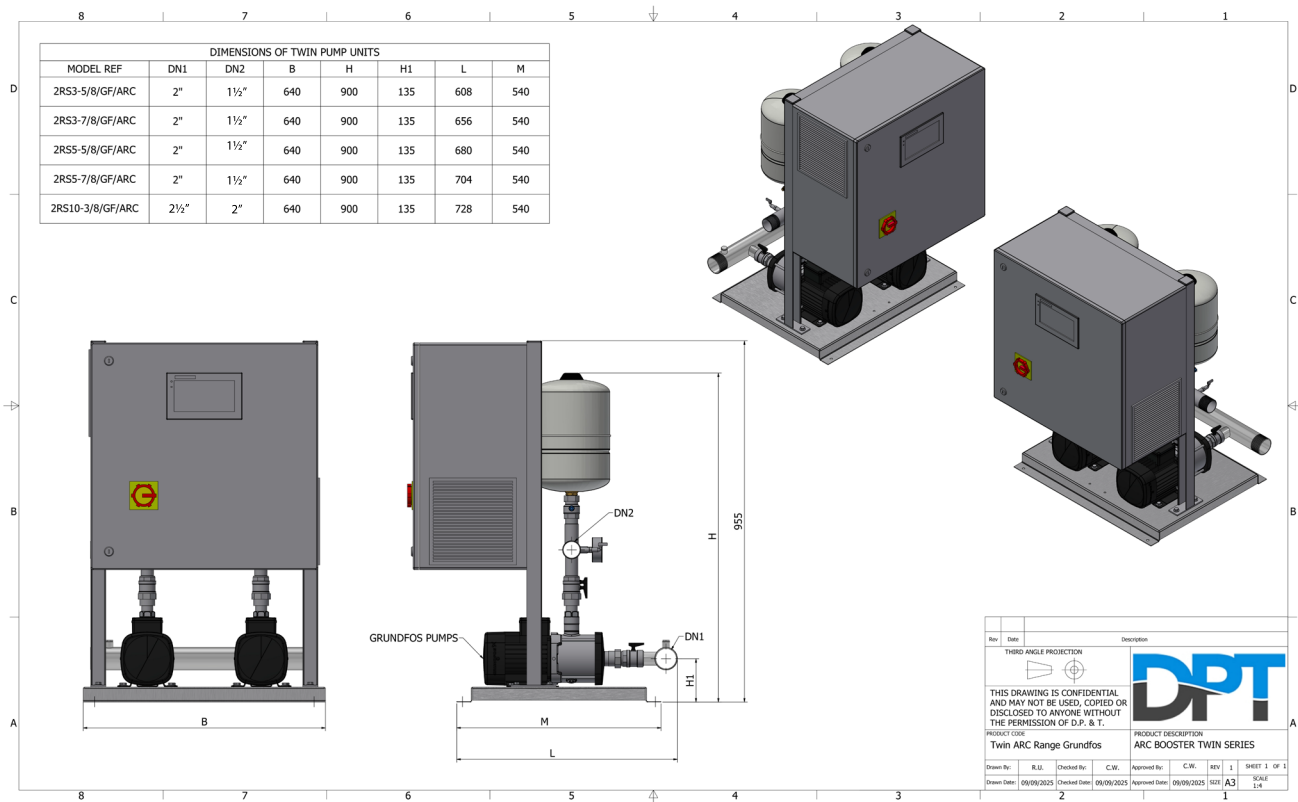 8 7 6 5 4 3 2 1
D D
C C
B B
A A
DIMENSIONS OF TWIN PUMP UNITS
MODEL REF DN1 DN2 B H H1 L M
2RS3-5/8/GF/ARC 2" 1½" 640 900 135 608 540
2RS3-7/8/GF/ARC 2" 1½" 640 900 135 656 540
2RS5-5/8/GF/ARC 2" 1½" 640 900 135 680 540
2RS5-7/8/GF/ARC 2" 1½" 640 900 135 704 540
2RS10-3/8/GF/ARC 2½" 2" 640 900 135 728 540
DN2
H
955
GRUNDFOS PUMPS
DN1
H1
B
M
L
Rev Date Description
THIRD ANGLE PROJECTION
THIS DRAWING IS CONFIDENTIAL
AND MAY NOT BE USED, COPIED OR
DISCLOSED TO ANYONE WITHOUT
THE PERMISSION OF D.P. & T.
DPT
PRODUCT CODE
Twin ARC Range Grundfos
PRODUCT DESCRIPTION
ARC BOOSTER TWIN SERIES
Drawn By: R.U. Checked By: C.W. Approved By: C.W. REV 1 SHEET 1 OF 1
Drawn Date: 09/09/2025 Checked Date: 09/09/2025 Approved Date: 09/09/2025 SIZE A3 SCALE
1:4
8 7 6 5 4 3 2 1